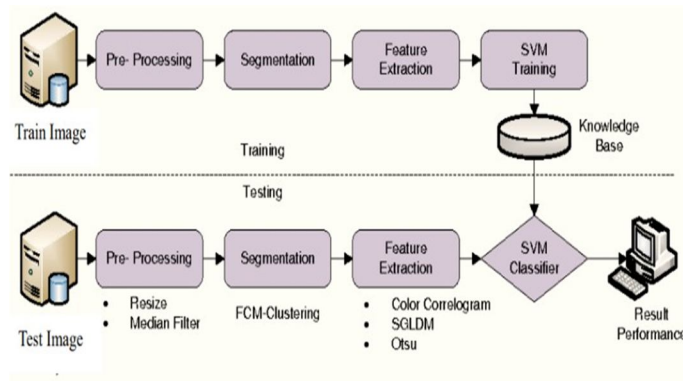 Pre- Processing
Segmentation
Feature
Extraction
SVM
Training
Train Image
Knowledge
Base
Training
Testing
Pre- Processing
Segmentation
Feature
Extraction
SVM
Classifier
• Resize
• Median Filter
FCM-Clustering
• Color Correlogram
• SGLDM
• Otsu
Test Image
Result
Performance